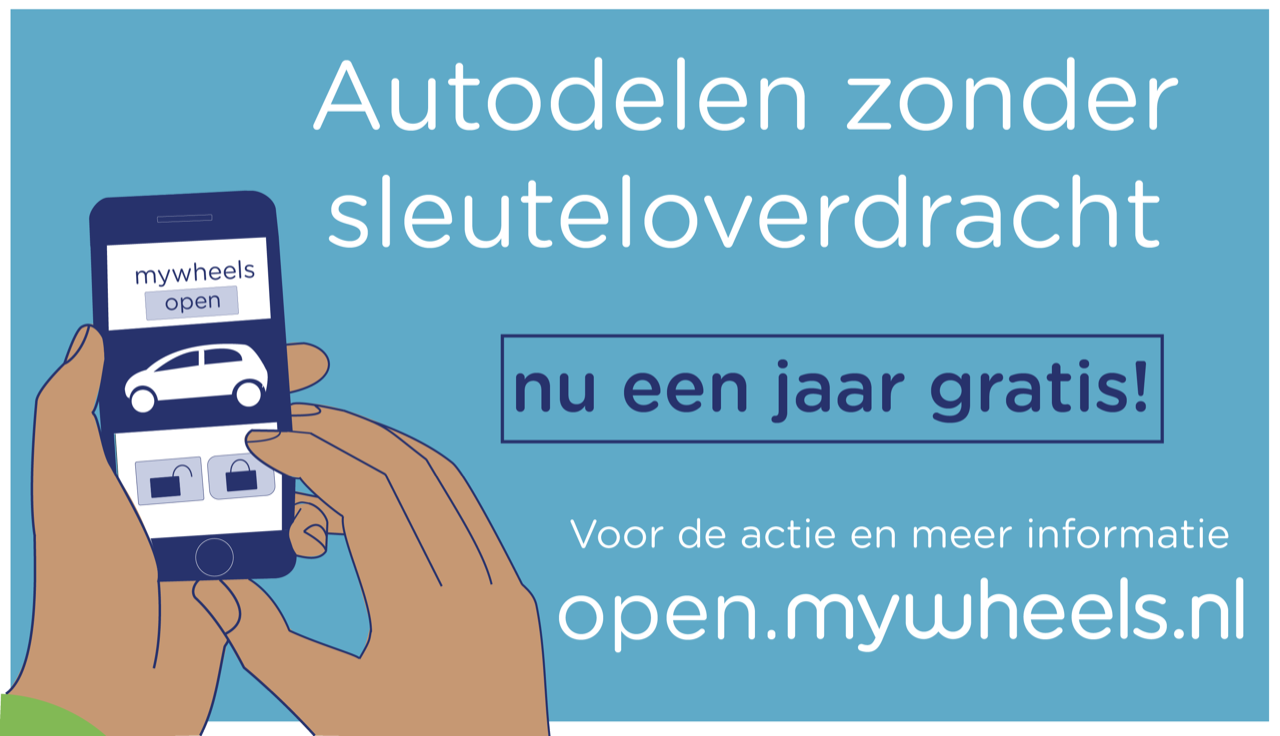 Autodelen zonder
sleuteloverdracht
mywheels
open
nu een jaar gratis!
Voor de actie en meer informatie
open.mywheels.nl